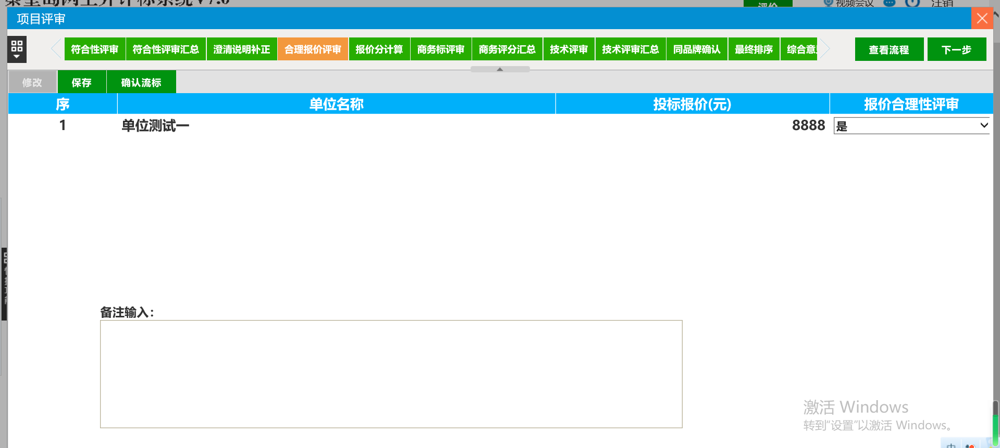 视频会议
注销
项目评审
符合性评审
符合性评审汇总
澄清说明补正
合理报价评审
报价分计算
商务标评审
商务评分汇总
技术评审
技术评审汇总
同品牌确认
最终排序
综合意
查看流程
下一步
修改
保存
确认流标
序
单位名称
投标报价(元)
报价合理性评审
1
单位测试一
8888
是
备注输入：
激活 Windows
转到“设置”以激活 Windows。